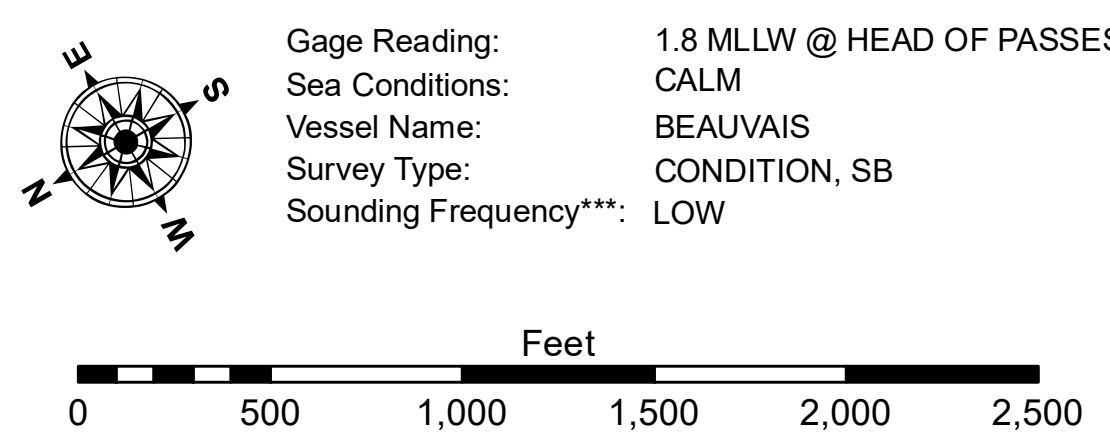 E
S
N
W
Gage Reading: 1.8 MLLW @ HEAD OF PASSES
Sea Conditions: CALM
Vessel Name: BEAUVAIS
Survey Type: CONDITION, SB
Sounding Frequency***: LOW
Feet
0 500 1,000 1,500 2,000 2,500